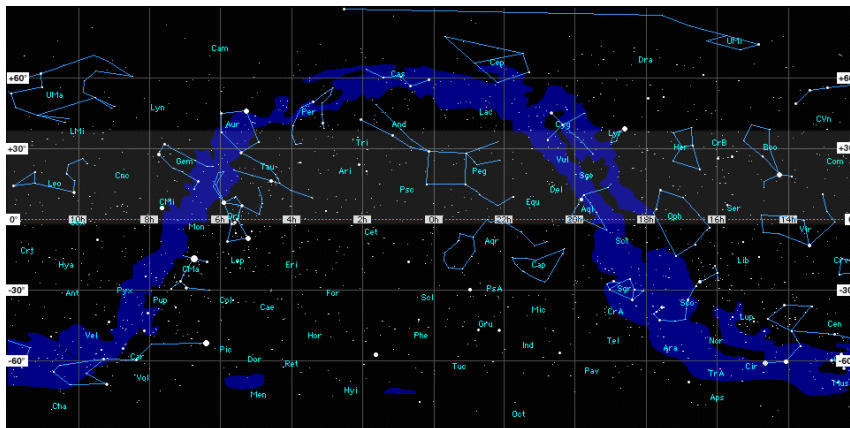 UMi
Cam
Dra
Cep
Cas
+60° +60°
UMa
Lyn
Per
Lac
CVn
And
Aur
Cyg
LMi
Lyr
Tri
Her
CrB
Boo
+30° +30°
Gem
Vul
Com
Tau
Ari
Peg
Cnc
Sge
Leo
Psc
Del
CMi
Equ
Ser
Ori
Aql
Oph
0° 10h 8h 6h 4h 2h 0h 22h 20h 18h 16h 14h 0°
Mon
Vir
Cet
Aqr
Sct
Crt
Lep
Lib
Hya
Eri
Cap
Crv
CMa
Ant
Pyx
PsA
Sgr
-30° -30°
Pup
Col
For
Scl
Sco
Cae
Mic
CrA
Lup
Gru
Cen
Vel
Hor
Phe
Tel
Nor
Pic
Ind
Ara
Car
Dor
-60° -60°
Ret
Tuc
Cir
Pav
TrA
Vol
Mus
Men
Hyi
Aps
Cha
Oct